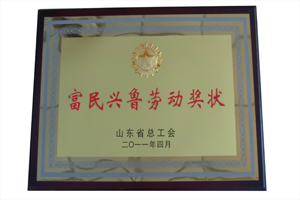 富民兴鲁劳动奖状
山东省总工会
二〇一一年四月